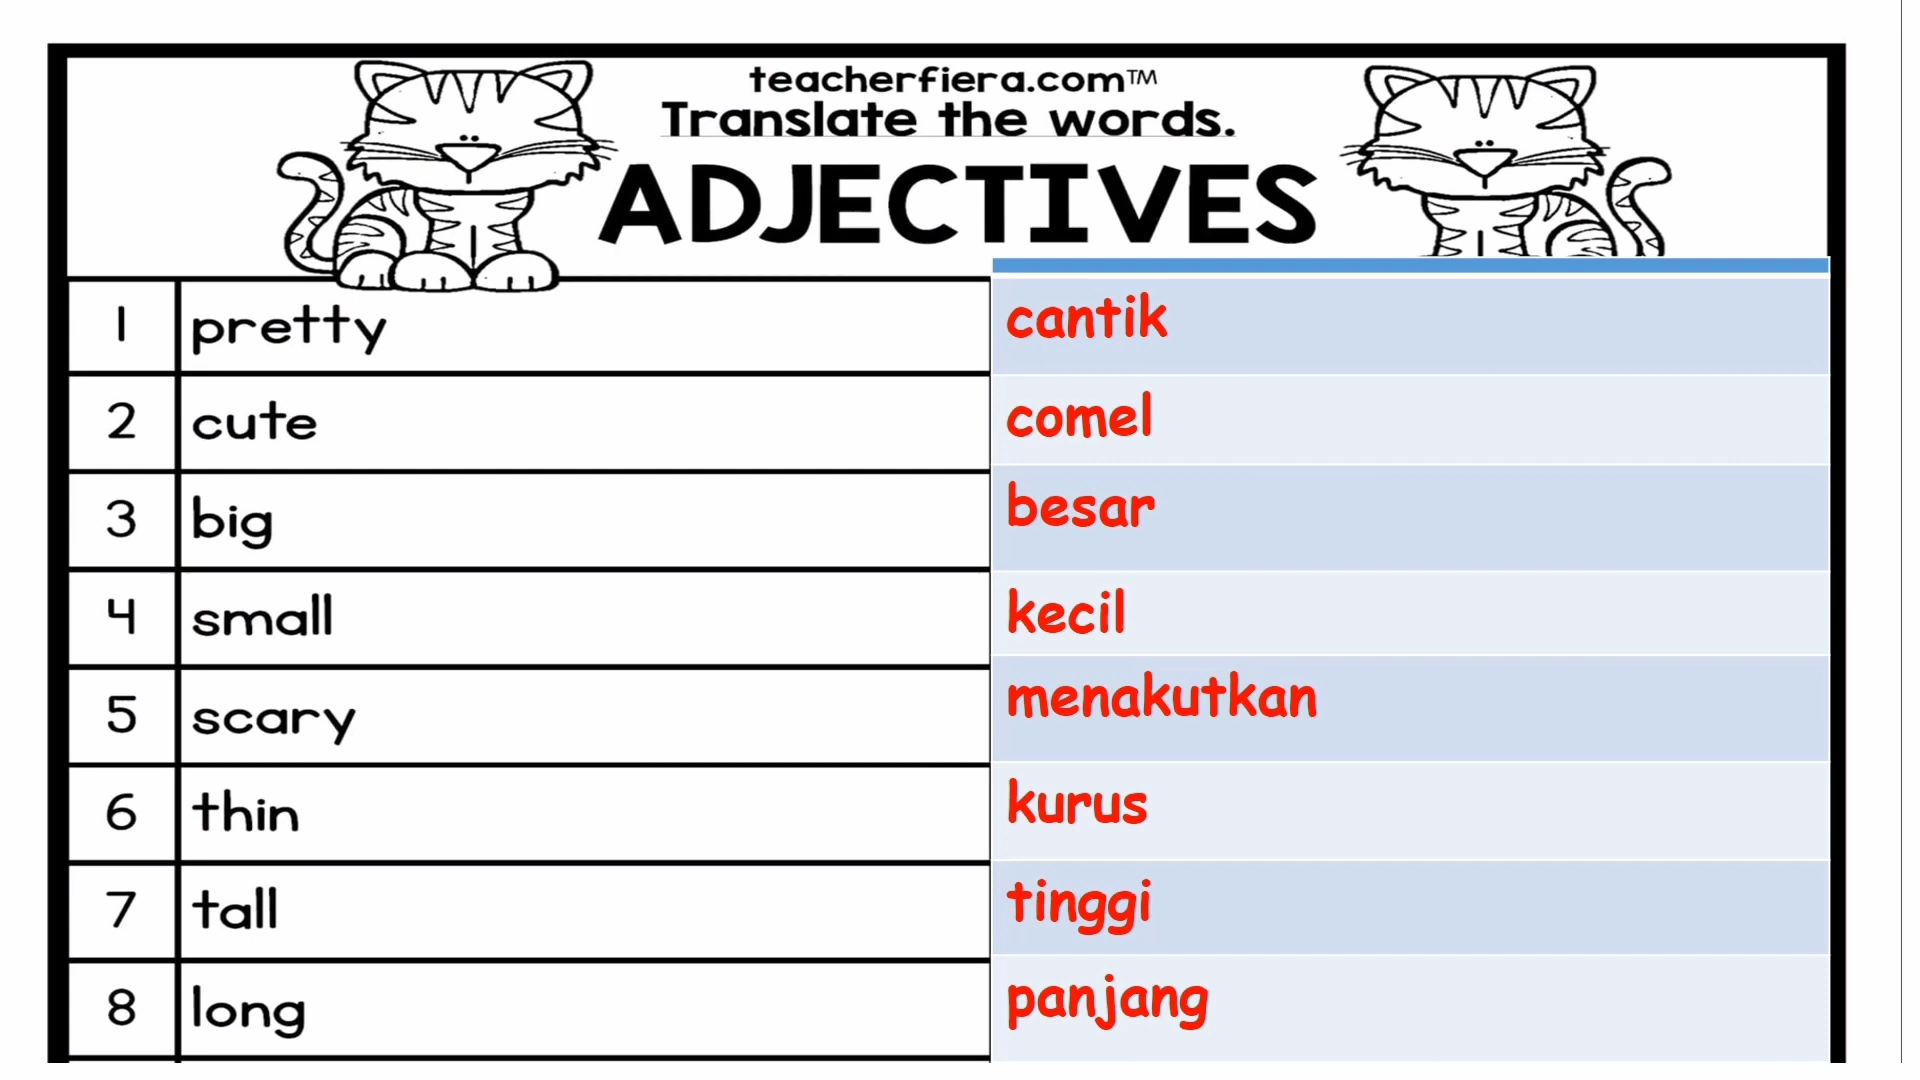 teacherfiera.com™
Translate the words.
ADJECTIVES
1 pretty cantik
2 cute comel
3 big besar
4 small kecil
5 scary menakutkan
6 thin kurus
7 tall tinggi
8 long panjang